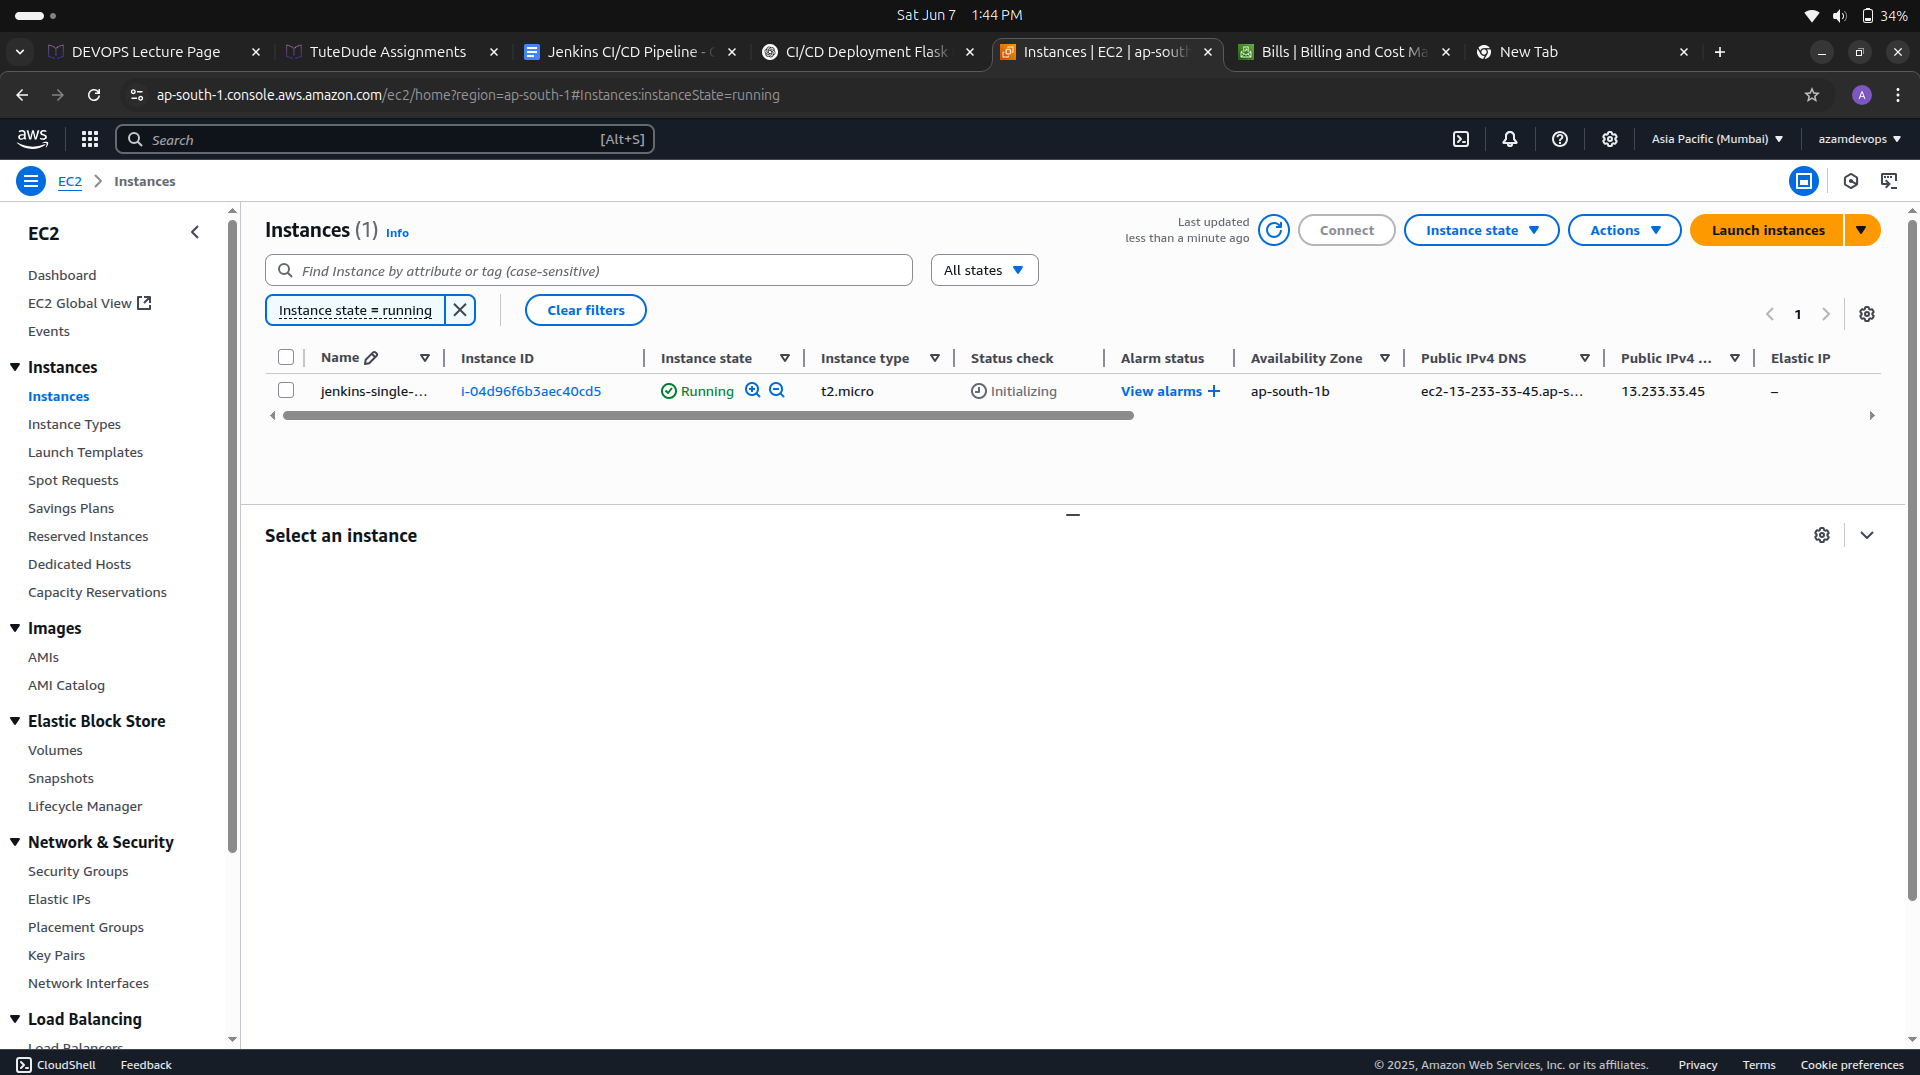 Sat Jun 7 1:44 PM
34%
DEVOPS Lecture Page
TuteDude Assignments
Jenkins CI/CD Pipeline -
CI/CD Deployment Flask
Instances | EC2 | ap-south
Bills | Billing and Cost Ma
New Tab
ap-south-1.console.aws.amazon.com/ec2/home?region=ap-south-1#Instances:instanceState=running
A
aws
Search
[Alt+S]
Asia Pacific (Mumbai)
azamdevops
EC2
Instances
EC2
Dashboard
EC2 Global View
Events
Instances
Instances
Instance Types
Launch Templates
Spot Requests
Savings Plans
Reserved Instances
Dedicated Hosts
Capacity Reservations
Images
AMIs
AMI Catalog
Elastic Block Store
Volumes
Snapshots
Lifecycle Manager
Network & Security
Security Groups
Elastic IPs
Placement Groups
Key Pairs
Network Interfaces
Load Balancing
Load Balancers
Instances (1) Info
Last updated
less than a minute ago
Connect
Instance state
Actions
Launch instances
Find Instance by attribute or tag (case-sensitive)
All states
Instance state = running
Clear filters
1
Name Instance ID Instance state Instance type Status check Alarm status Availability Zone Public IPv4 DNS Public IPv4 ... Elastic IP
jenkins-single-... i-04d96f6b3aec40cd5 Running t2.micro Initializing View alarms + ap-south-1b ec2-13-233-33-45.ap-s... 13.233.33.45 –
Select an instance
CloudShell Feedback
© 2025, Amazon Web Services, Inc. or its affiliates. Privacy Terms Cookie preferences